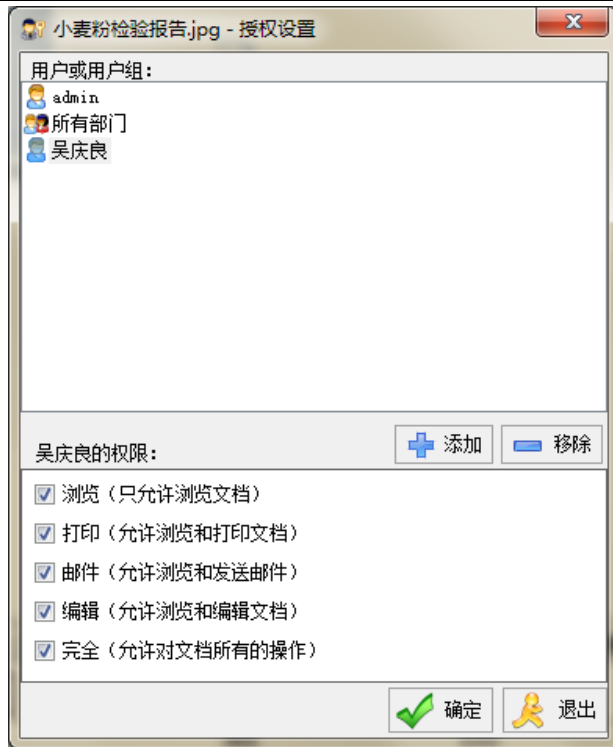 小麦粉检验报告.jpg - 授权设置
用户或用户组：
admin
所有部门
吴庆良
吴庆良的权限：
添加
移除
浏览（只允许浏览文档）
打印（允许浏览和打印文档）
邮件（允许浏览和发送邮件）
编辑（允许浏览和编辑文档）
完全（允许对文档所有的操作）
确定
退出